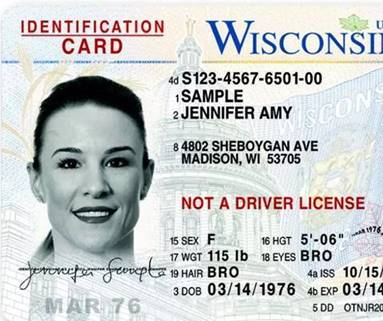 IDENTIFICATION
CARD
WISCONSI
4d S123-4567-6501-00
1 SAMPLE
2 JENNIFER AMY
8 4802 SHEBOYGAN AVE
MADISON, WI 53705
NOT A DRIVER LICENSE
15 SEX F 16 HGT 5'-06"
17 WGT 115 lb 18 EYES BRO
19 HAIR BRO 4a ISS 10/15/
3 DOB 03/14/1976 4b EXP 03/14
5 DD OTNJR20
Jennifer Sample
MAR 76